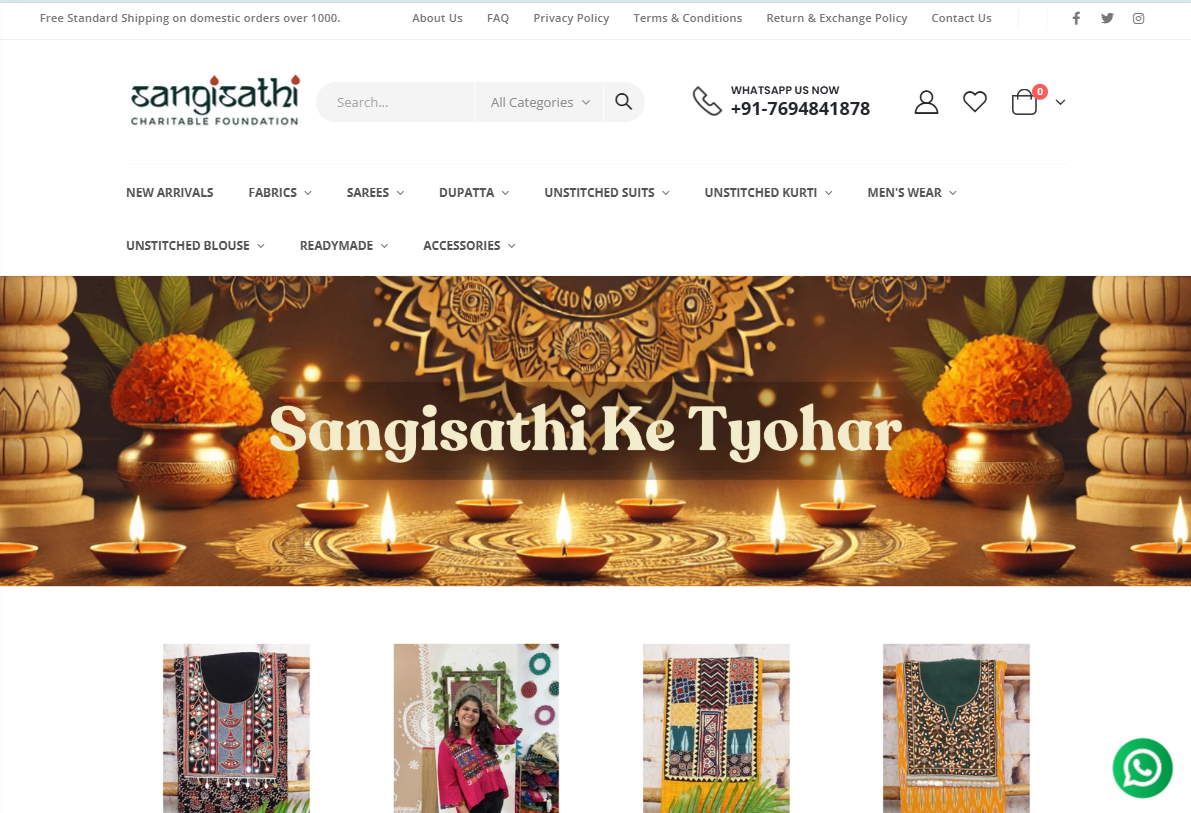 Free Standard Shipping on domestic orders over 1000.
About Us FAQ Privacy Policy Terms & Conditions Return & Exchange Policy Contact Us
sangisathi
CHARITABLE FOUNDATION
Search...
All Categories
WHATSAPP US NOW
+91-7694841878
0
NEW ARRIVALS FABRICS SAREES DUPATTA UNSTITCHED SUITS UNSTITCHED KURTI MEN'S WEAR
UNSTITCHED BLOUSE READYMADE ACCESSORIES
Sangisathi Ke Tyohar